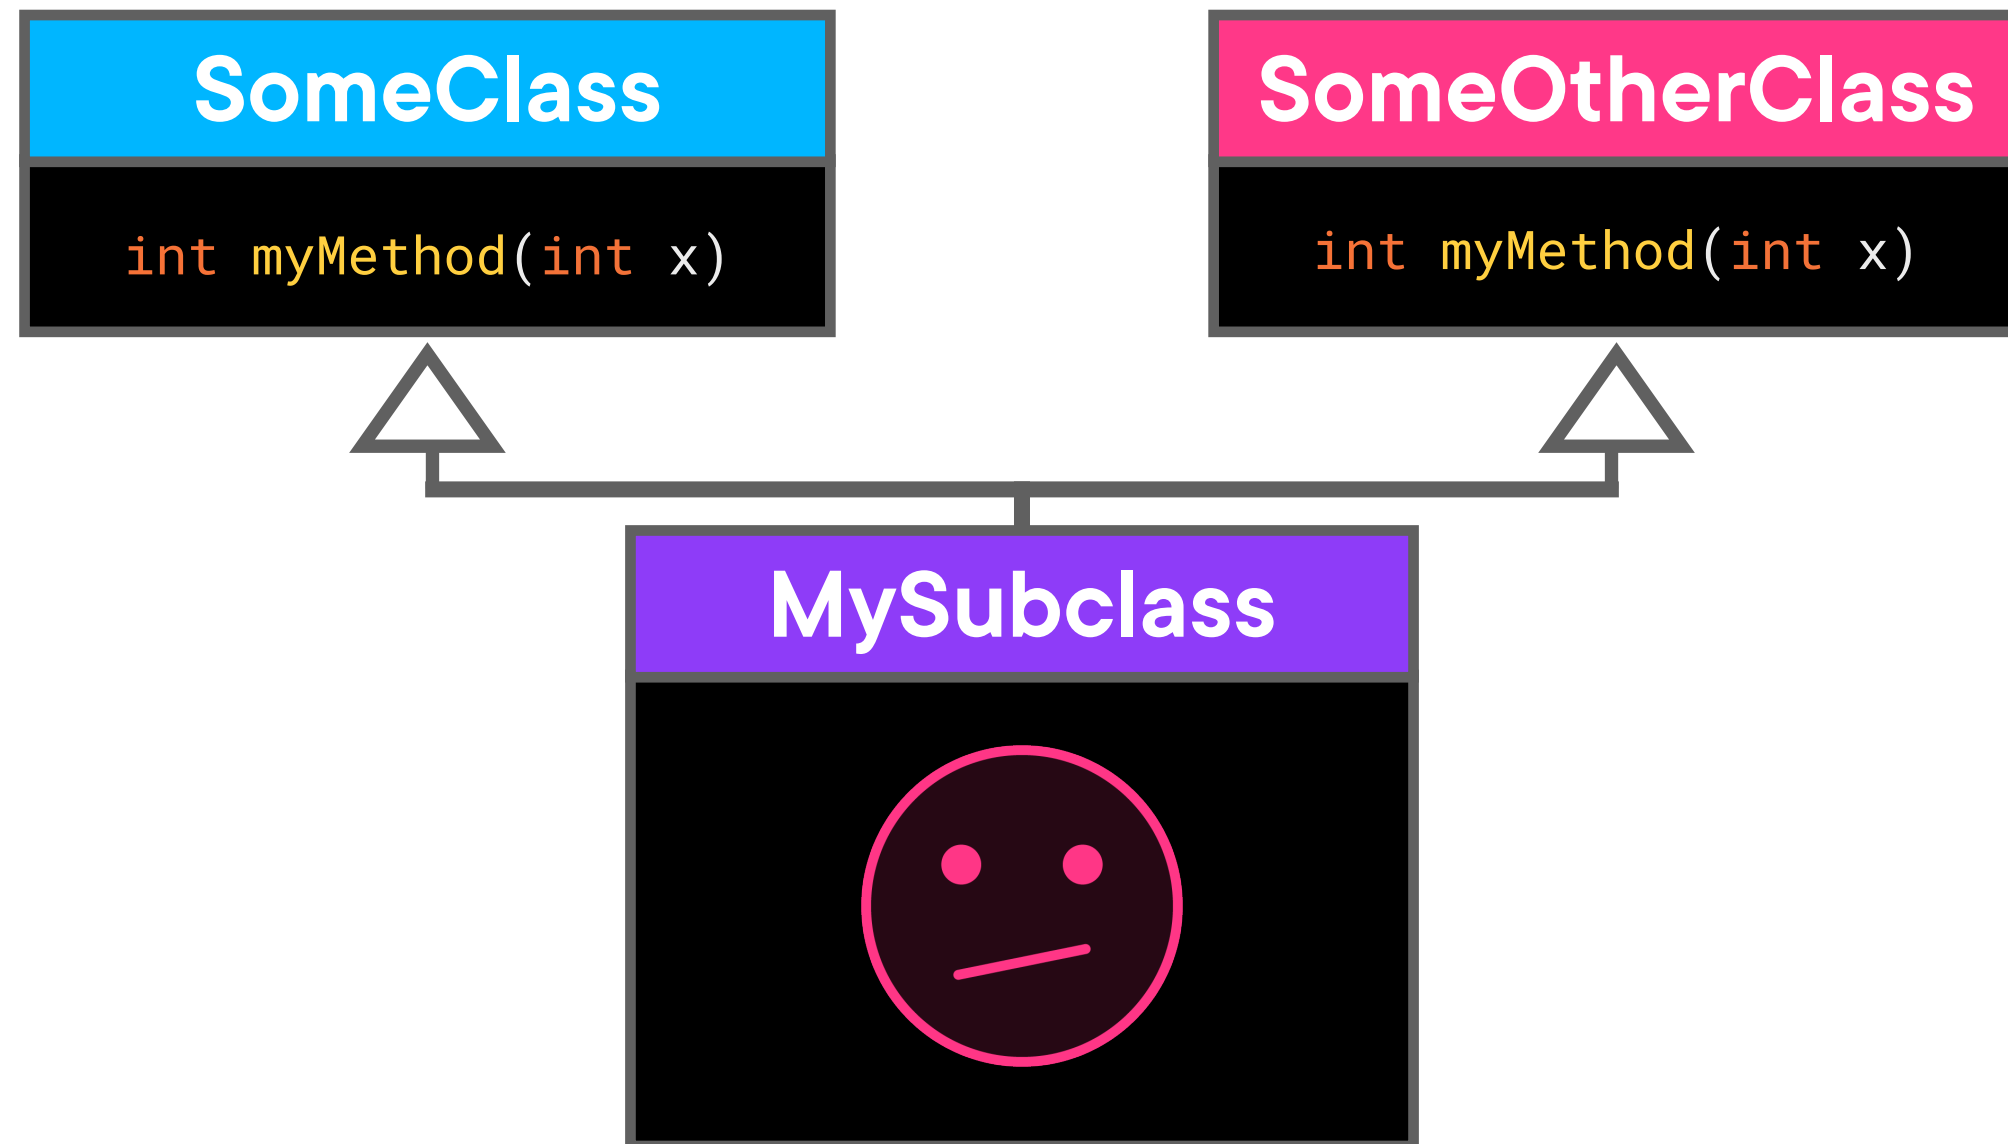 SomeClass
SomeOtherClass
int myMethod(int x)
int myMethod(int x)
MySubclass